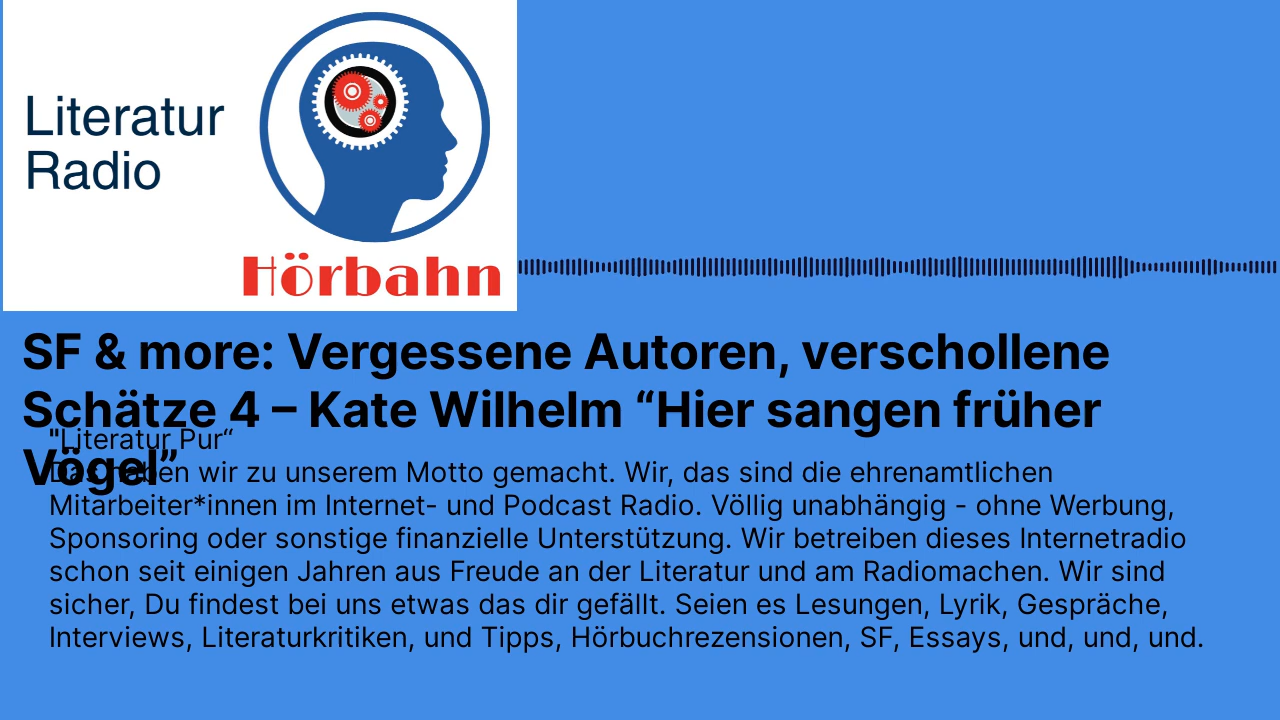 Literatur
Radio
Hörbahn
SF & more: Vergessene Autoren, verschollene
Schätze 4 – Kate Wilhelm “Hier sangen früher
Vögel”
"Literatur Pur“
Das haben wir zu unserem Motto gemacht. Wir, das sind die ehrenamtlichen
Mitarbeiter*innen im Internet- und Podcast Radio. Völlig unabhängig - ohne Werbung,
Sponsoring oder sonstige finanzielle Unterstützung. Wir betreiben dieses Internetradio
schon seit einigen Jahren aus Freude an der Literatur und am Radiomachen. Wir sind
sicher, Du findest bei uns etwas das dir gefällt. Seien es Lesungen, Lyrik, Gespräche,
Interviews, Literaturkritiken, und Tipps, Hörbuchrezensionen, SF, Essays, und, und, und.